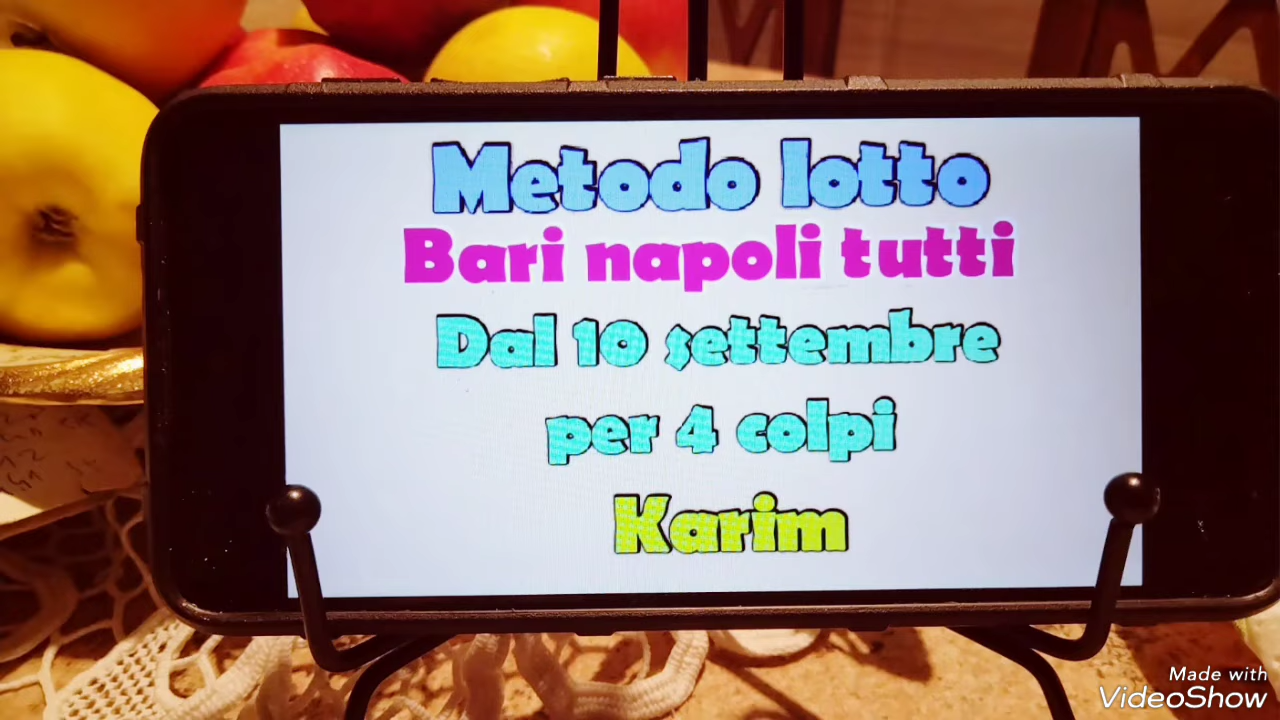 Metodo lotto
Bari napoli tutti
Dal 10 settembre
per 4 colpi
Karim
Made with
VideoShow